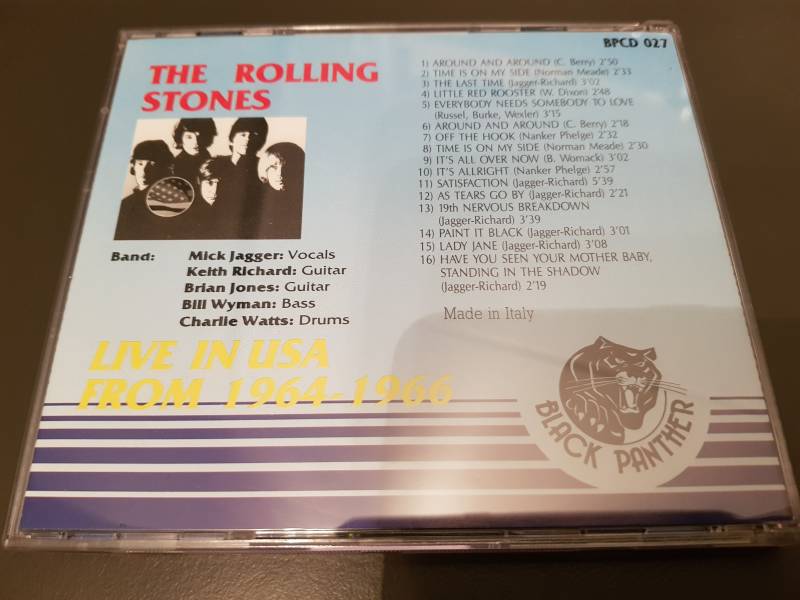 BPCD 027
THE ROLLING
STONES
1) AROUND AND AROUND (C. Berry) 2'50
2) TIME IS ON MY SIDE (Norman Meade) 2'33
3) THE LAST TIME (Jagger-Richard) 3'02
4) LITTLE RED ROOSTER (W. Dixon) 2'48
5) EVERYBODY NEEDS SOMEBODY TO LOVE
(Russel, Burke, Wexler) 3'15
6) AROUND AND AROUND (C. Berry) 2'18
7) OFF THE HOOK (Nanker Phelge) 2'32
8) TIME IS ON MY SIDE (Norman Meade) 2'30
9) IT'S ALL OVER NOW (B. Womack) 3'02
10) IT'S ALLRIGHT (Nanker Phelge) 2'57
11) SATISFACTION (Jagger-Richard) 5'39
12) AS TEARS GO BY (Jagger-Richard) 2'21
13) 19th NERVOUS BREAKDOWN
(Jagger-Richard) 3'39
14) PAINT IT BLACK (Jagger-Richard) 3'01
15) LADY JANE (Jagger-Richard) 3'08
16) HAVE YOU SEEN YOUR MOTHER BABY,
STANDING IN THE SHADOW
(Jagger-Richard) 2'19
Made in Italy
Band: Mick Jagger: Vocals
Keith Richard: Guitar
Brian Jones: Guitar
Bill Wyman: Bass
Charlie Watts: Drums
LIVE IN USA
FROM 1964-1966
BLACK PANTHER